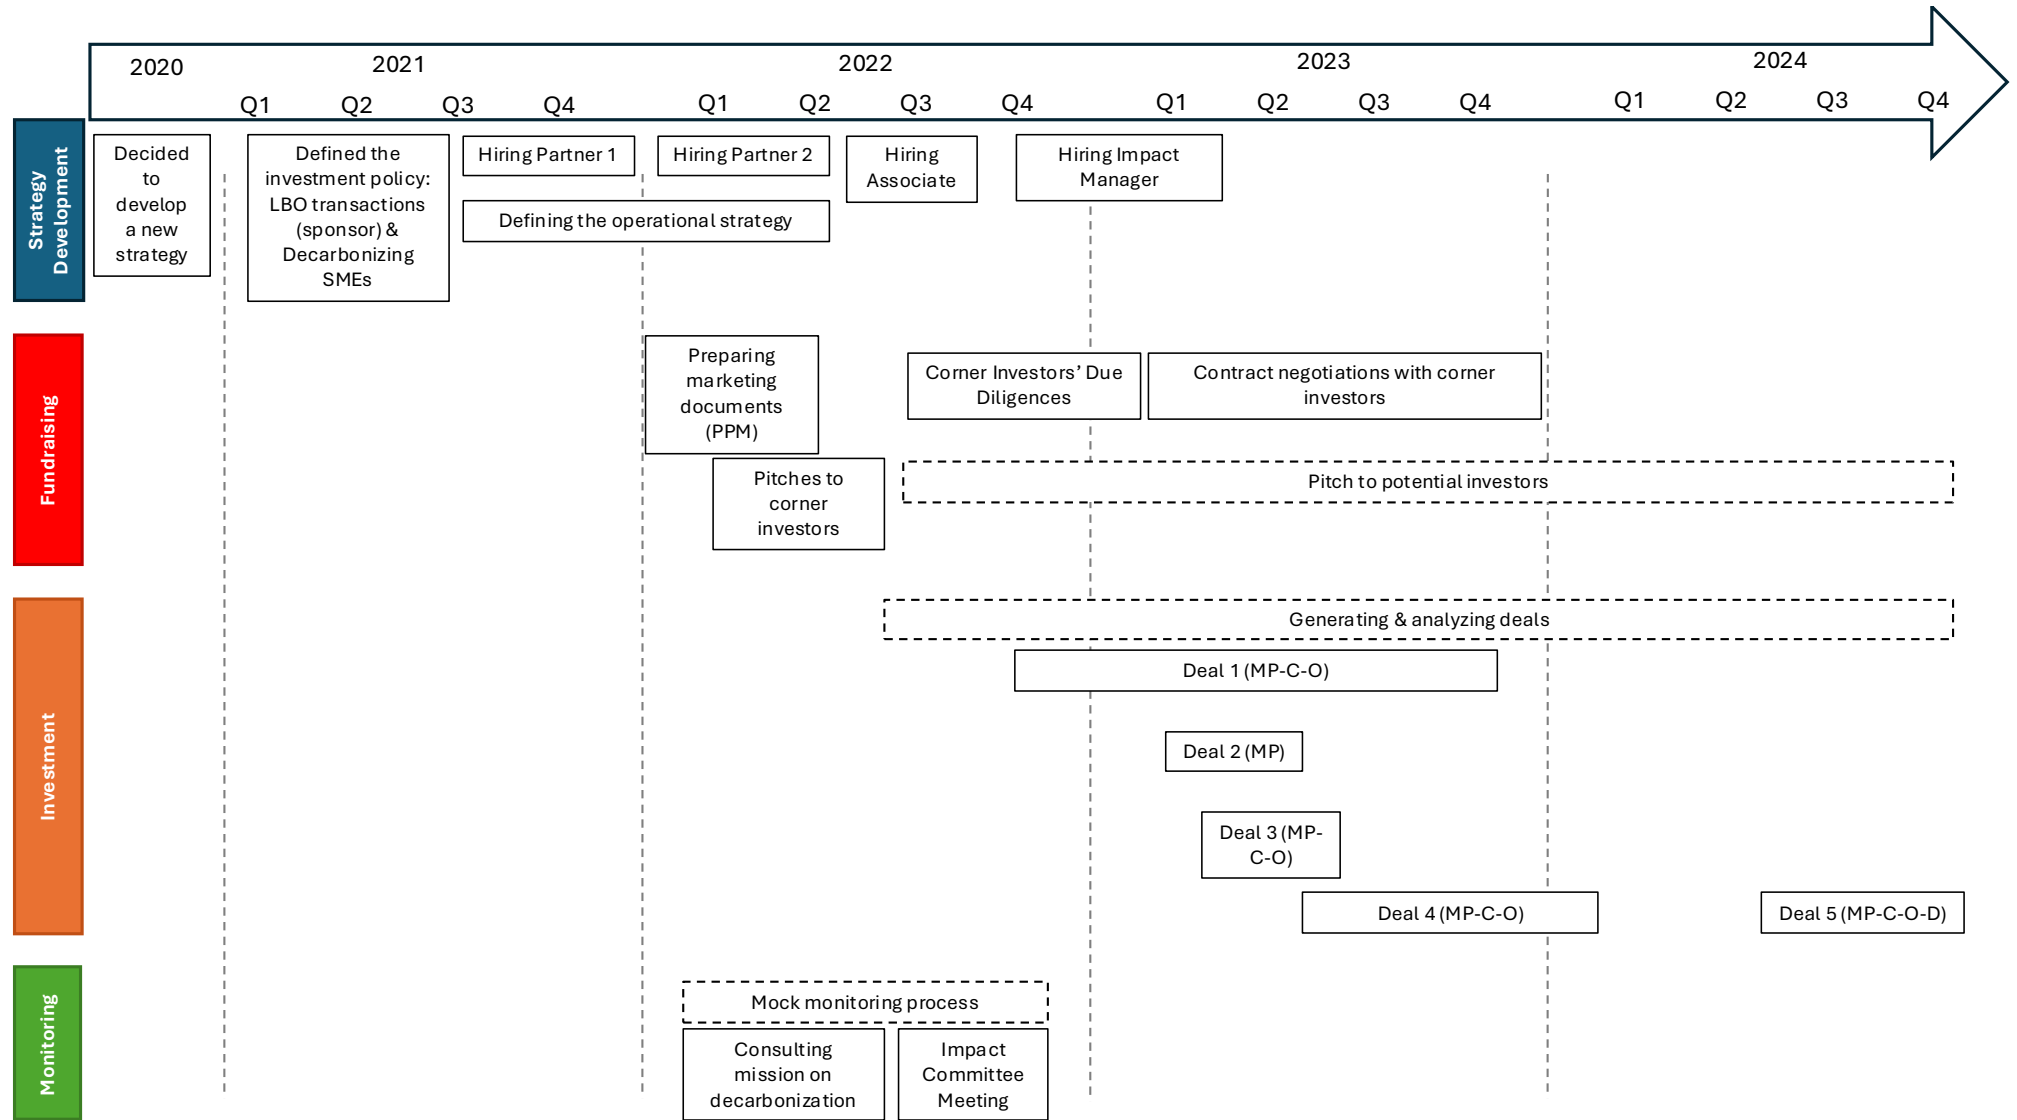 2020
2021
2022
2023
2024
Q1
Q2
Q3
Q4
Q1
Q2
Q3
Q4
Q1
Q2
Q3
Q4
Q1
Q2
Q3
Q4
Strategy
Development
Decided
to
develop
a new
strategy
Defined the
investment policy:
LBO transactions
(sponsor) &
Decarbonizing
SMEs
Hiring Partner 1
Hiring Partner 2
Hiring
Associate
Hiring Impact
Manager
Defining the operational strategy
Fundraising
Preparing
marketing
documents
(PPM)
Corner Investors' Due
Diligences
Contract negotiations with corner
investors
Pitches to
corner
investors
Pitch to potential investors
Investment
Generating & analyzing deals
Deal 1 (MP-C-O)
Deal 2 (MP)
Deal 3 (MP-
C-O)
Deal 4 (MP-C-O)
Deal 5 (MP-C-O-D)
Monitoring
Mock monitoring process
Consulting
mission on
decarbonization
Impact
Committee
Meeting